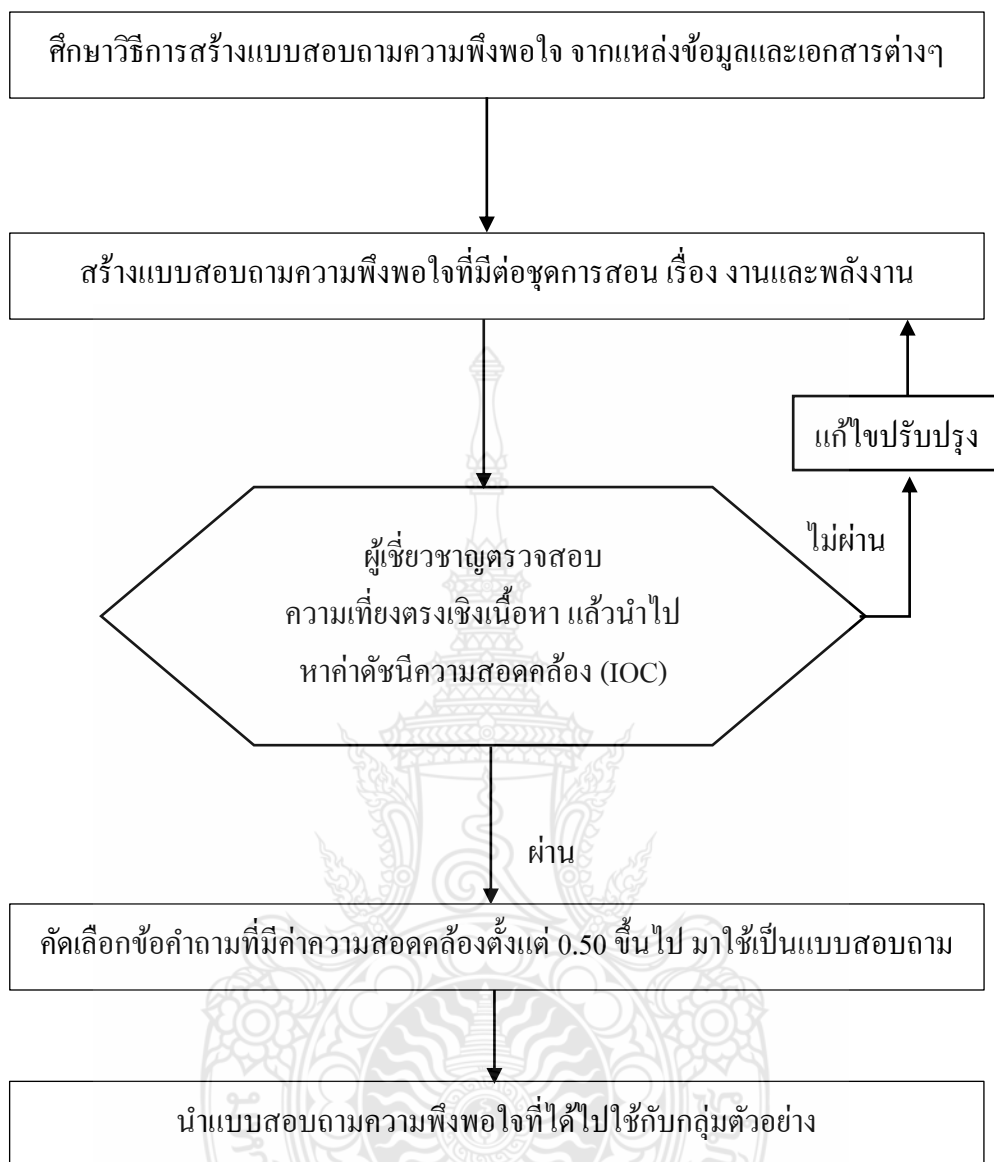 ศึกษาวิธีการสร้างแบบสอบถามความพึงพอใจ จากแหล่งข้อมูลและเอกสารต่างๆ
สร้างแบบสอบถามความพึงพอใจที่มีต่อชุดการสอน เรื่อง งานและพลังงาน
แก้ไขปรับปรุง
ไม่ผ่าน
ผู้เชี่ยวชาญตรวจสอบ
ความเที่ยงตรงเชิงเนื้อหา แล้วนำไป
หาค่าดัชนีความสอดคล้อง (IOC)
ผ่าน
คัดเลือกข้อคำถามที่มีค่าความสอดคล้องตั้งแต่ 0.50 ขึ้นไป มาใช้เป็นแบบสอบถาม
นำแบบสอบถามความพึงพอใจที่ได้ไปใช้กับกลุ่มตัวอย่าง